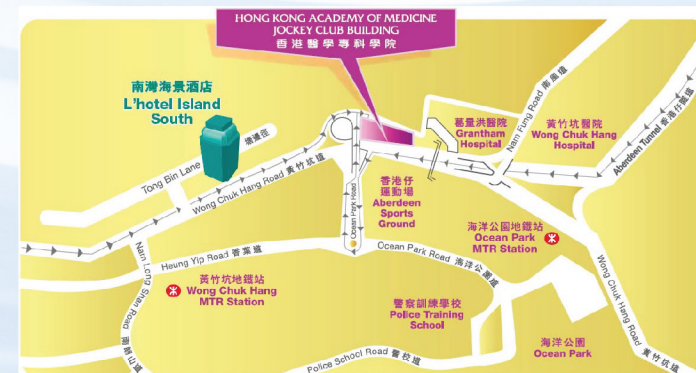 HONG KONG ACADEMY OF MEDICINE
JOCKEY CLUB BUILDING
香港醫學專科學院
南灣海景酒店
L'hotel Island
South
Tong Bin Lane
塘邊徑
Wong Chuk Hang Road 黃竹坑道
葛量洪醫院
Grantham
Hospital
Nam Fung Road 南風道
黃竹坑醫院
Wong Chuk Hang
Hospital
Aberdeen Tunnel 香港仔隧道
香港仔
運動場
Aberdeen
Sports
Ground
Ocean Park Road
海洋公園地鐵站
Ocean Park
MTR Station
Nam Long Shan Road 南朗山道
Heung Yip Road 香葉道
Ocean Park Road 海洋公園道
黃竹坑地鐵站
Wong Chuk Hang
MTR Station
警察訓練學校
Police Training
School
Wong Chuk Hang Road 黃竹坑道
海洋公園
Ocean Park
Police School Road 警校道